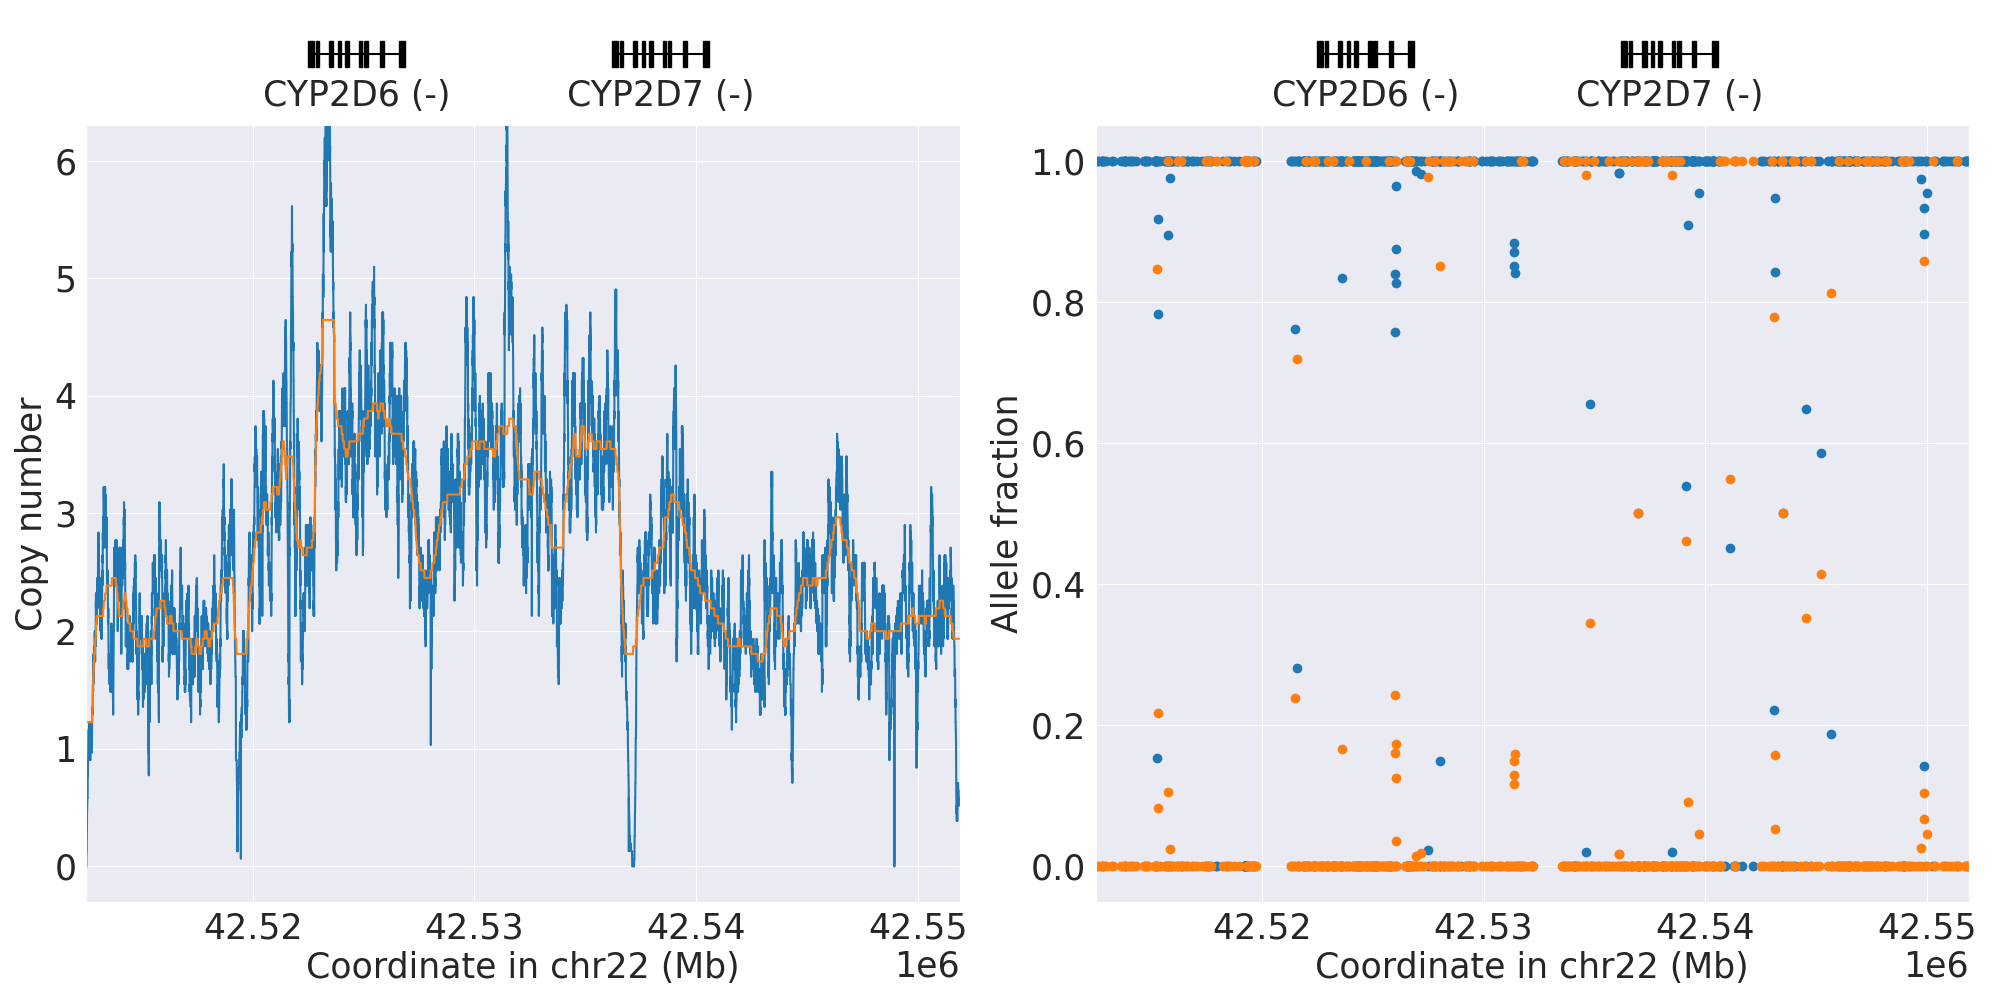 CYP2D6 (-) CYP2D7 (-)
6
5
4
3
2
1
0
Copy number
42.52 42.53 42.54 42.55
Coordinate in chr22 (Mb)
1e6
CYP2D6 (-) CYP2D7 (-)
1.0
0.8
0.6
0.4
0.2
0.0
Allele fraction
42.52 42.53 42.54 42.55
Coordinate in chr22 (Mb)
1e6